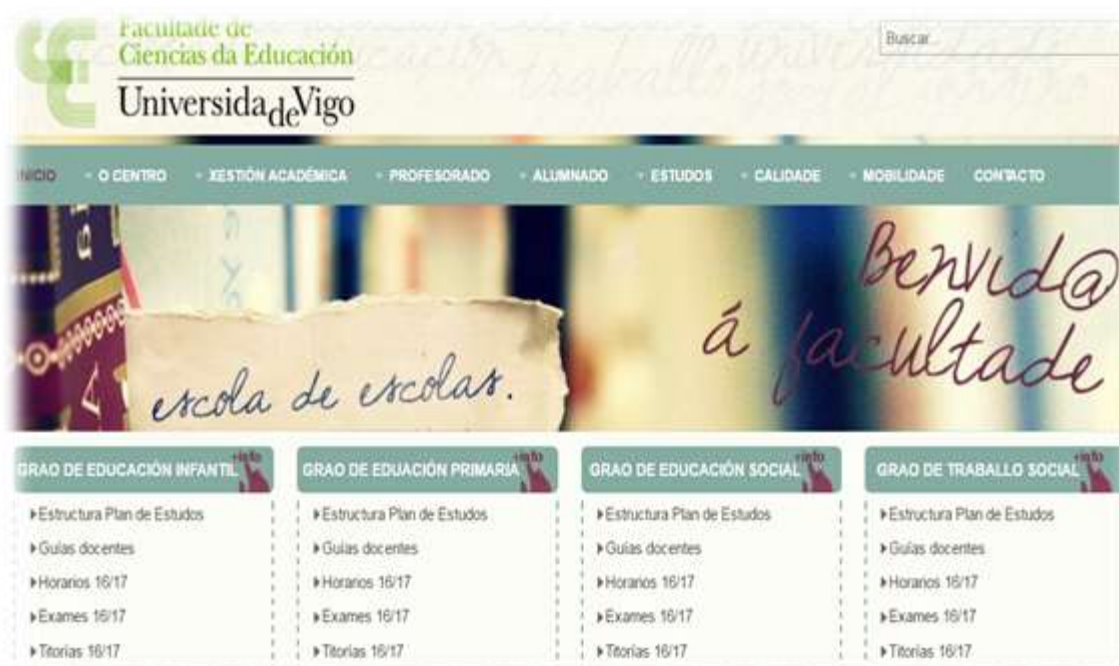 Facultade de
Ciencias da Educación
UniversidadeVigo
Buscar...
INICIO
O CENTRO
XESTIÓN ACADÉMICA
PROFESORADO
ALUMNADO
ESTUDOS
CALIDADE
MOBILIDADE
CONTACTO
Benvid@
á facultade
escola de escolas.
GRAO DE EDUCACIÓN INFANTIL
+info
Estructura Plan de Estudos
Guías docentes
Horarios 16/17
Exames 16/17
Titorías 16/17
GRAO DE EDUACIÓN PRIMARIA
+info
Estructura Plan de Estudos
Guías docentes
Horarios 16/17
Exames 16/17
Titorías 16/17
GRAO DE EDUCACIÓN SOCIAL
+info
Estructura Plan de Estudos
Guías docentes
Horarios 16/17
Exames 16/17
Titorías 16/17
GRAO DE TRABALLO SOCIAL
+info
Estructura Plan de Estudos
Guías docentes
Horarios 16/17
Exames 16/17
Titorías 16/17